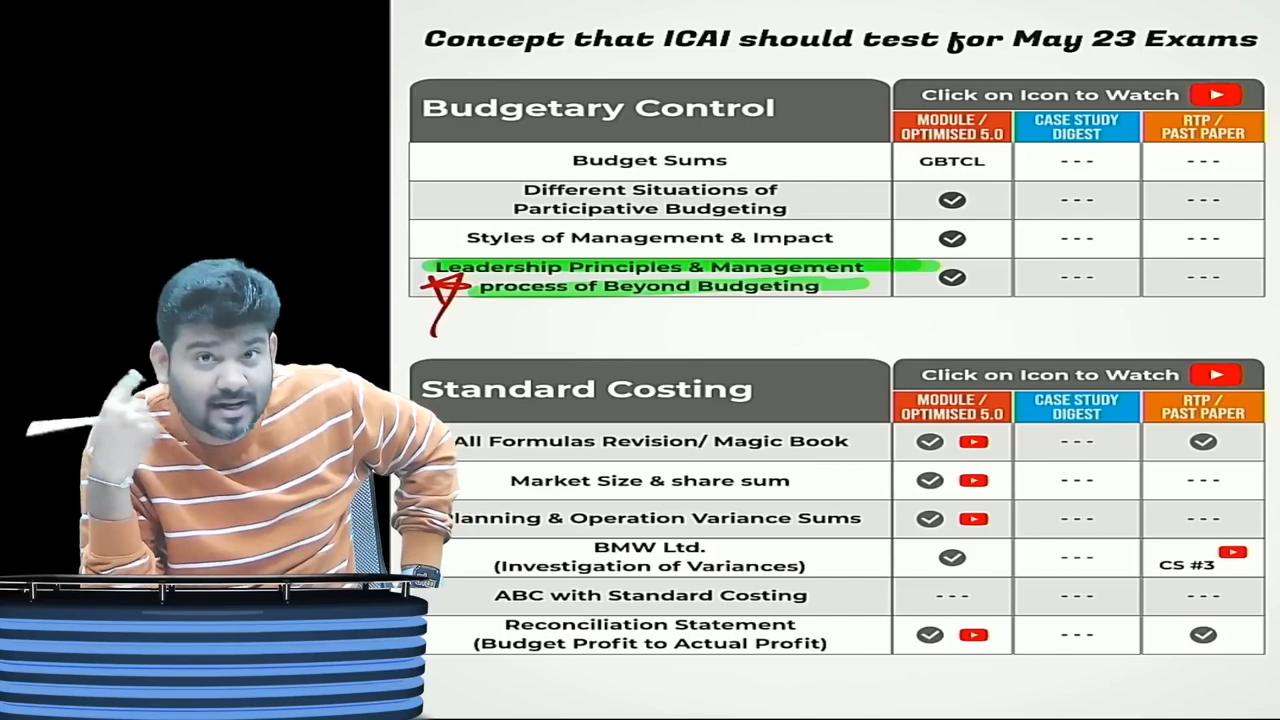 Concept that ICAI should test for May 23 Exams
Budgetary Control
Click on Icon to Watch
MODULE / OPTIMISED 5.0
CASE STUDY DIGEST
RTP / PAST PAPER
Budget Sums GBTCL --- ---
Different Situations of
Participative Budgeting --- ---
Styles of Management & Impact --- ---
Leadership Principles & Management
process of Beyond Budgeting --- ---
Standard Costing
Click on Icon to Watch
MODULE / OPTIMISED 5.0
CASE STUDY DIGEST
RTP / PAST PAPER
All Formulas Revision/ Magic Book ---
Market Size & share sum --- ---
lanning & Operation Variance Sums --- ---
BMW Ltd.
(Investigation of Variances) --- CS #3
ABC with Standard Costing --- --- ---
Reconciliation Statement
(Budget Profit to Actual Profit) ---